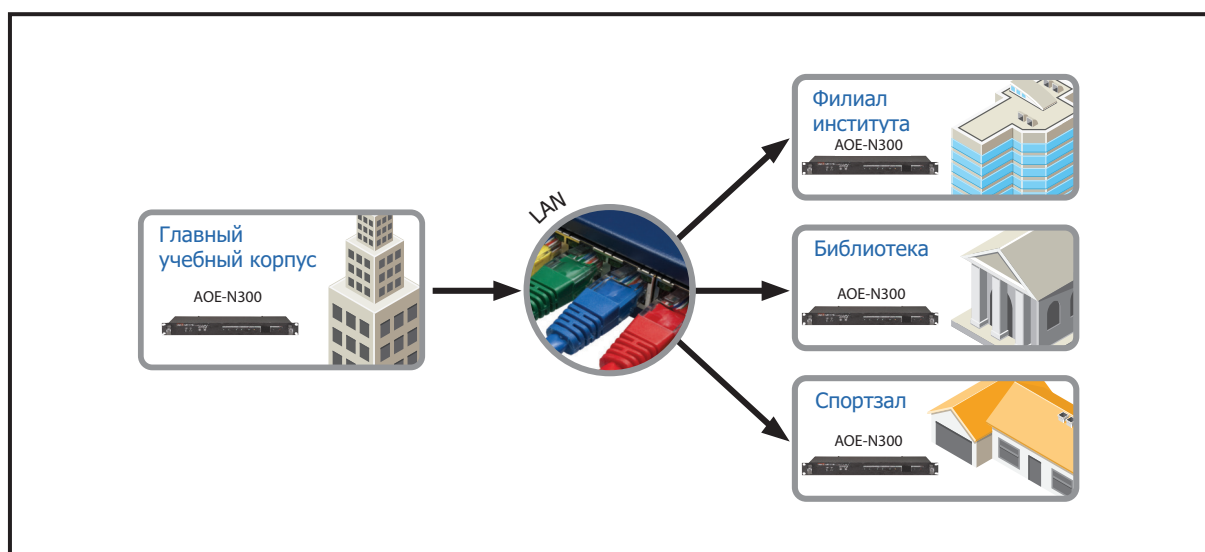 Главный
учебный корпус
AOE-N300
LAN
Филиал
института
AOE-N300
Библиотека
AOE-N300
Спортзал
AOE-N300